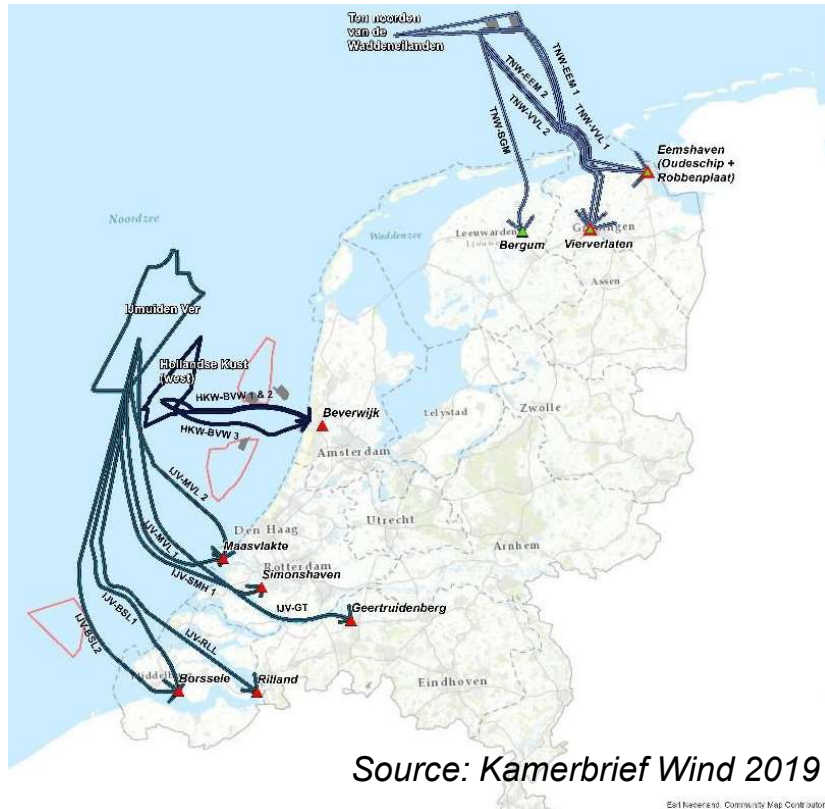 Ten noorden
van de
Waddeneilanden
TNW-EEM 1
TNW-EEM 2
TNW-VVL 2
TNW-VVL 1
TNW-BGM
Eemshaven
(Oudeschip +
Robbenplaat)
Noordzee
Waddenzee
Leeuwarden
Bergum
Vierverlaten
Assen
IJmuiden Ver
Hollandse Kust
(west)
HKW-BVW 1 & 2
HKW-BVW 3
Beverwijk
Lelystad
Zwolle
Amsterdam
IJV-MVL 2
Utrecht
Den Haag
Arnhem
IJV-MVL 1
Maasvlakte
Rotterdam
Simonshaven
IJV-SMH 1
IJV-GT
Geertruidenberg
IJV-BSL2
IJV-BSL1
IJV-RLL
Borssele
Rilland
Eindhoven
Source: Kamerbrief Wind 2019
Esri Nederland, Community Map Contributor